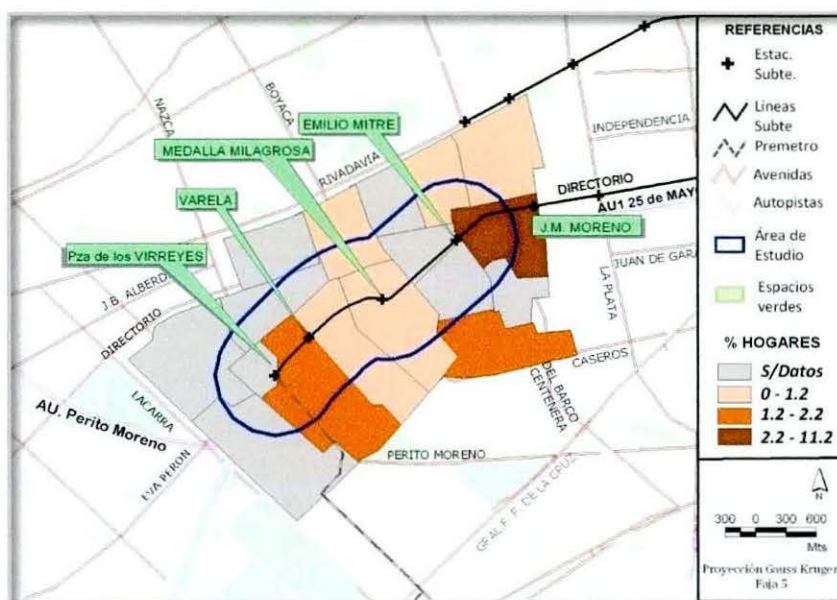 REFERENCIAS
Estac.
Subte.
Lineas
Subte
Premetro
Avenidas
Autopistas
Área de
Estudio
Espacios
verdes
% HOGARES
S/Datos
0 - 1.2
1.2 - 2.2
2.2 - 11.2
N
300 0 300 600
Mts
Proyección Gauss Kruger
Faja 5
NAZCA
BOYACA
EMILIO MITRE
MEDALLA MILAGROSA
RIVADAVIA
INDEPENDENCIA
VARELA
DIRECTORIO
AU1 25 de MAYO
J.M. MORENO
Pza de los VIRREYES
JUAN DE GARA
J.B. ALBERD
LA PLATA
DIRECTORIO
CASEROS
DEL BARCO
CENTENERA
LACARRA
AU. Perito Moreno
PERITO MORENO
EVA PERON
GRAL F. F. DE LA CRUZ